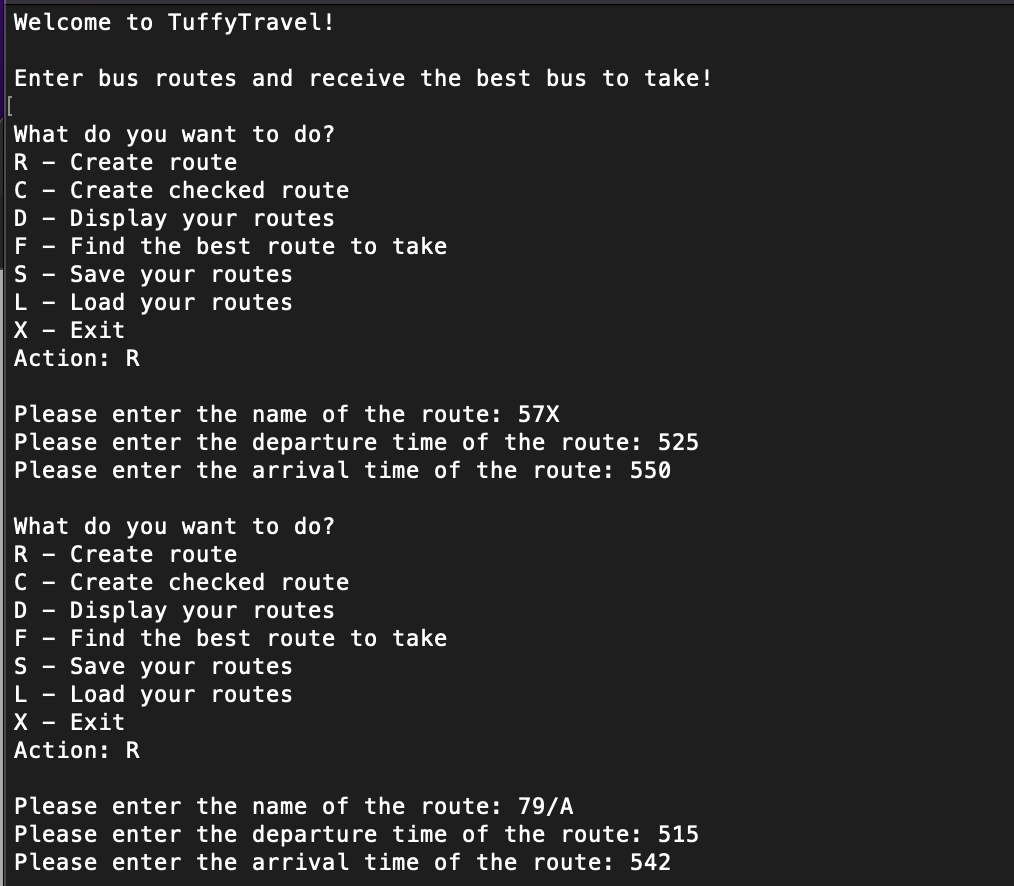 Welcome to TuffyTravel!
Enter bus routes and receive the best bus to take!
[
What do you want to do?
R – Create route
C – Create checked route
D – Display your routes
F – Find the best route to take
S – Save your routes
L – Load your routes
X – Exit
Action: R
Please enter the name of the route: 57X
Please enter the departure time of the route: 525
Please enter the arrival time of the route: 550
What do you want to do?
R – Create route
C – Create checked route
D – Display your routes
F – Find the best route to take
S – Save your routes
L – Load your routes
X – Exit
Action: R
Please enter the name of the route: 79/A
Please enter the departure time of the route: 515
Please enter the arrival time of the route: 542